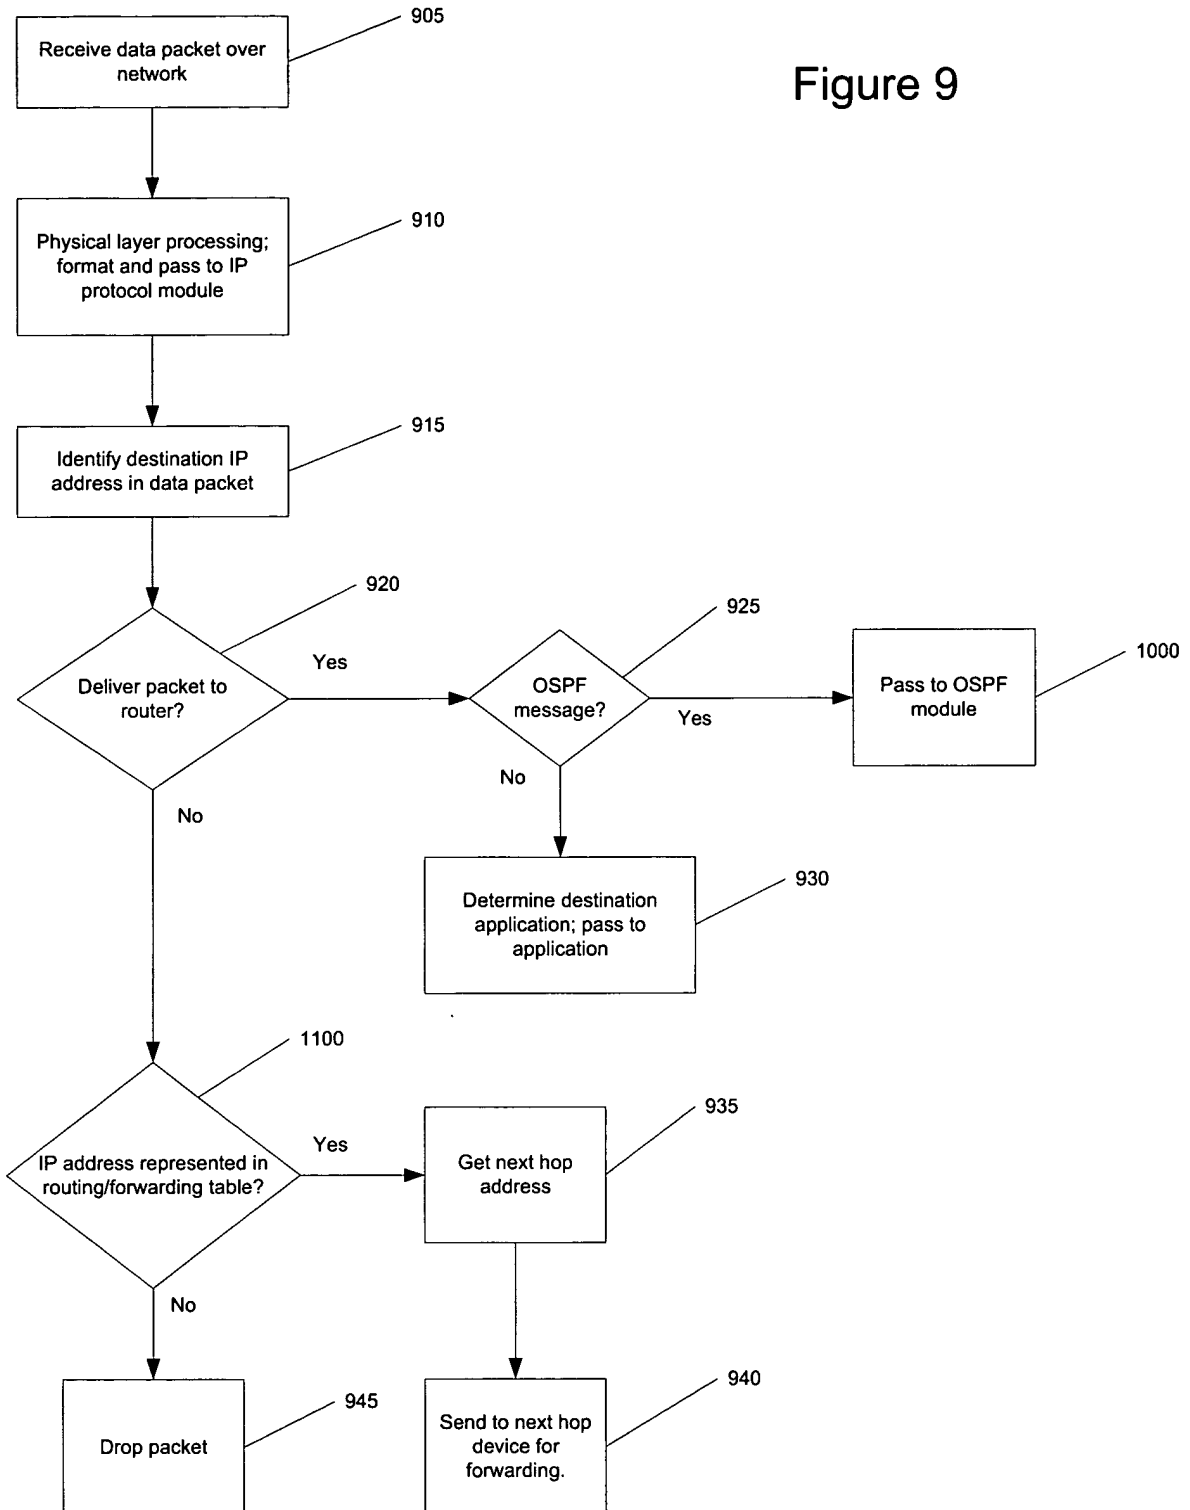 905
Receive data packet over
network
Figure 9
910
Physical layer processing;
format and pass to IP
protocol module
915
Identify destination IP
address in data packet
920
Deliver packet to
router?
Yes
925
OSPF
message?
Yes
1000
Pass to OSPF
module
No
No
930
Determine destination
application; pass to
application
1100
IP address represented in
routing/forwarding table?
Yes
935
Get next hop
address
No
945
Drop packet
940
Send to next hop
device for
forwarding.